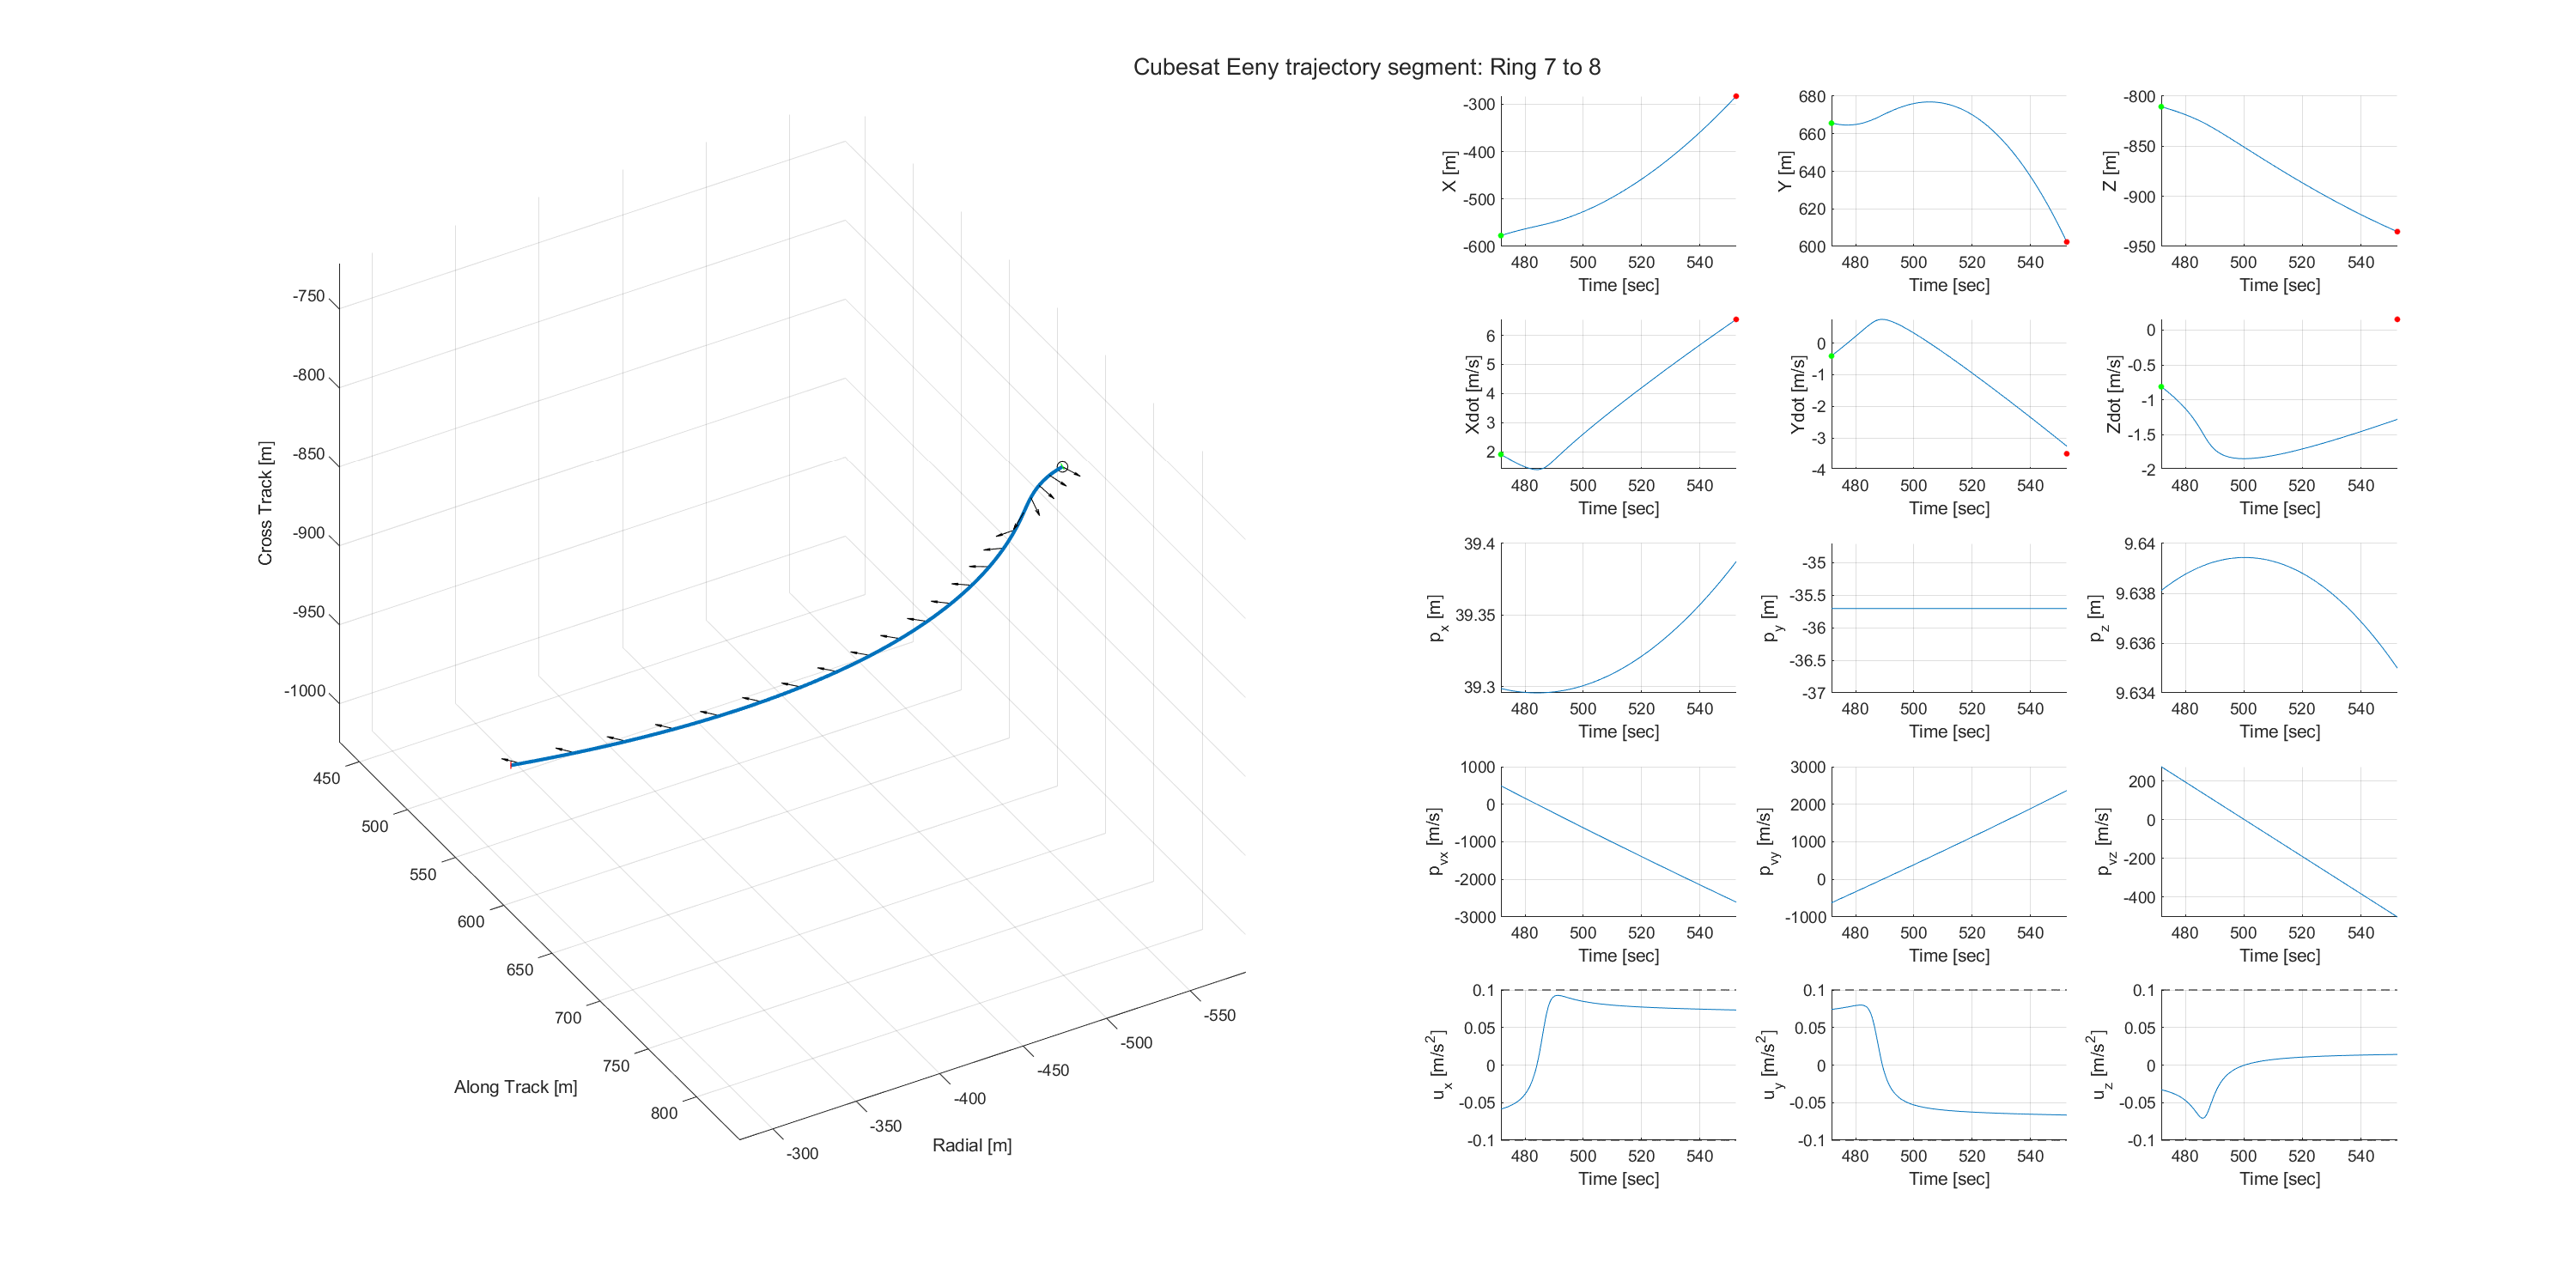 Cubesat Eeny trajectory segment: Ring 7 to 8
-750
-800
-850
-900
-950
-1000
Cross Track [m]
450
500
550
600
650
700
750
800
Along Track [m]
-300
-350
-400
-450
-500
-550
Radial [m]
-300
-400
-500
-600
X [m]
480 500 520 540
Time [sec]
680
660
640
620
600
Y [m]
480 500 520 540
Time [sec]
-800
-850
-900
-950
Z [m]
480 500 520 540
Time [sec]
6
5
4
3
2
Xdot [m/s]
480 500 520 540
Time [sec]
0
-1
-2
-3
-4
Ydot [m/s]
480 500 520 540
Time [sec]
0
-0.5
-1
-1.5
-2
Zdot [m/s]
480 500 520 540
Time [sec]
39.4
39.35
39.3
p_x [m]
480 500 520 540
Time [sec]
-35
-35.5
-36
-36.5
-37
p_y [m]
480 500 520 540
Time [sec]
9.64
9.638
9.636
9.634
p_z [m]
480 500 520 540
Time [sec]
1000
0
-1000
-2000
-3000
p_vx [m/s]
480 500 520 540
Time [sec]
3000
2000
1000
0
-1000
p_vy [m/s]
480 500 520 540
Time [sec]
200
0
-200
-400
p_vz [m/s]
480 500 520 540
Time [sec]
0.1
0.05
0
-0.05
-0.1
u_x [m/s²]
480 500 520 540
Time [sec]
0.1
0.05
0
-0.05
-0.1
u_y [m/s²]
480 500 520 540
Time [sec]
0.1
0.05
0
-0.05
-0.1
u_z [m/s²]
480 500 520 540
Time [sec]